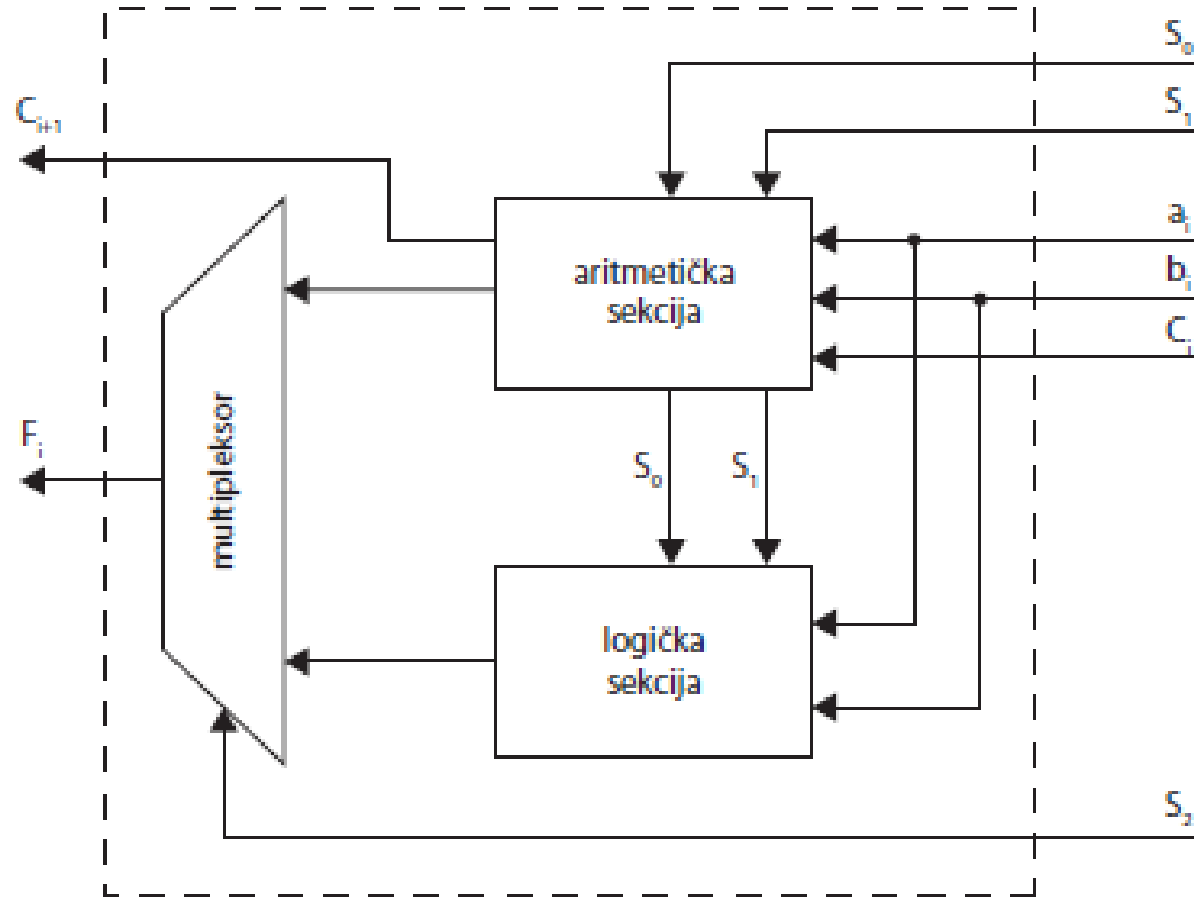 S₀
S₁
Cᵢ₊₁
aᵢ
bᵢ
Cᵢ
aritmetička
sekcija
multipleksor
Fᵢ
S₀ S₁
logička
sekcija
S₂